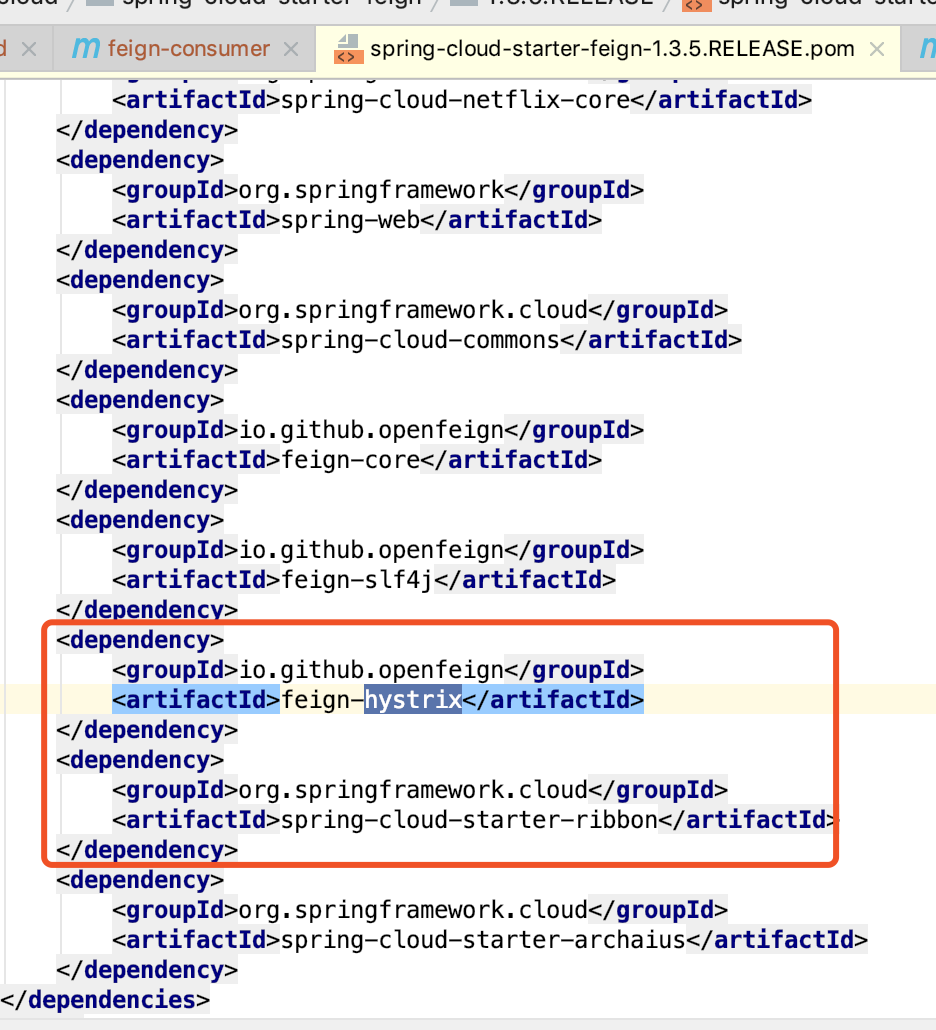 spring-cloud-starter-feign
1.3.5.RELEASE
feign-consumer
spring-cloud-starter-feign-1.3.5.RELEASE.pom
<artifactId>spring-cloud-netflix-core</artifactId>
</dependency>
<dependency>
<groupId>org.springframework</groupId>
<artifactId>spring-web</artifactId>
</dependency>
<dependency>
<groupId>org.springframework.cloud</groupId>
<artifactId>spring-cloud-commons</artifactId>
</dependency>
<dependency>
<groupId>io.github.openfeign</groupId>
<artifactId>feign-core</artifactId>
</dependency>
<dependency>
<groupId>io.github.openfeign</groupId>
<artifactId>feign-slf4j</artifactId>
</dependency>
<dependency>
<groupId>io.github.openfeign</groupId>
<artifactId>feign-hystrix</artifactId>
</dependency>
<dependency>
<groupId>org.springframework.cloud</groupId>
<artifactId>spring-cloud-starter-ribbon</artifactId>
</dependency>
<dependency>
<groupId>org.springframework.cloud</groupId>
<artifactId>spring-cloud-starter-archaius</artifactId>
</dependency>
</dependencies>